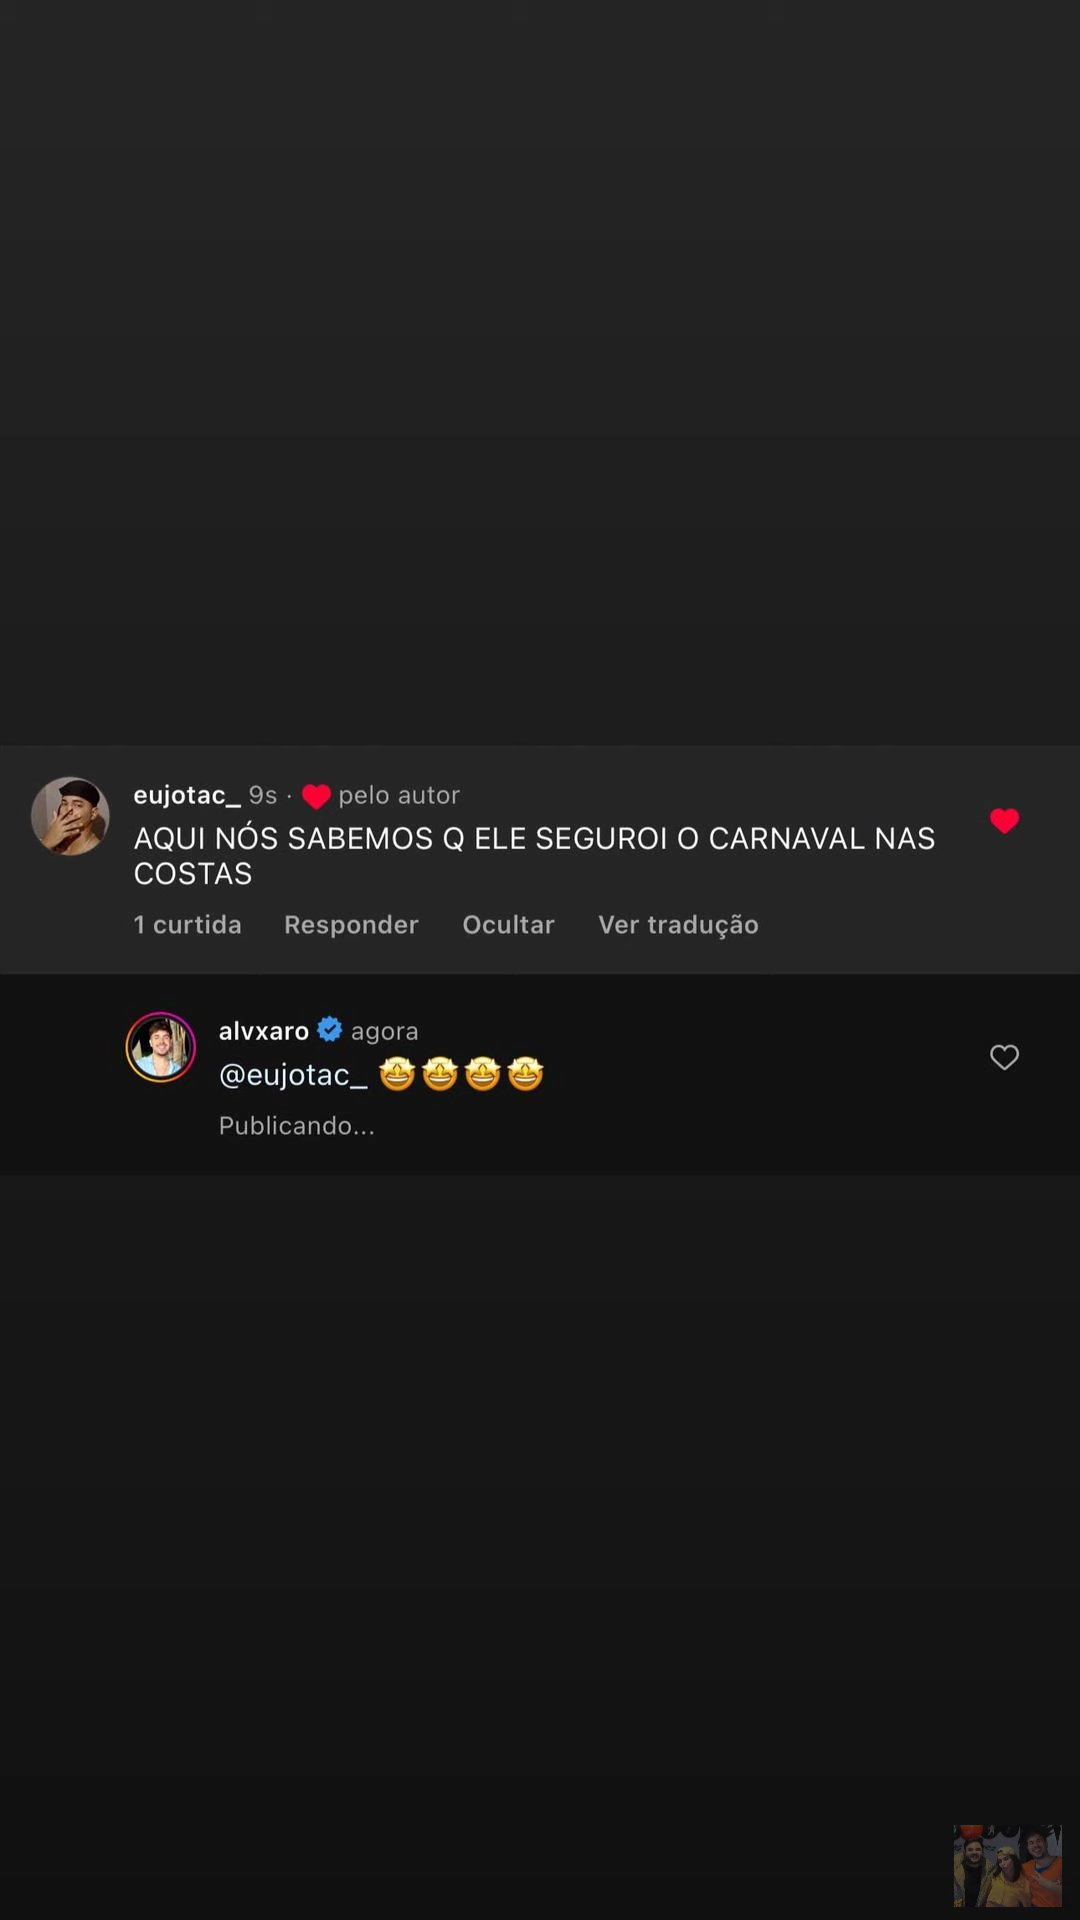 eujotac_ 9s · ❤️ pelo autor
AQUI NÓS SABEMOS Q ELE SEGUROI O CARNAVAL NAS
COSTAS
1 curtida Responder Ocultar Ver tradução
alvxaro agora
@eujotac_ 🤩🤩🤩🤩
Publicando...